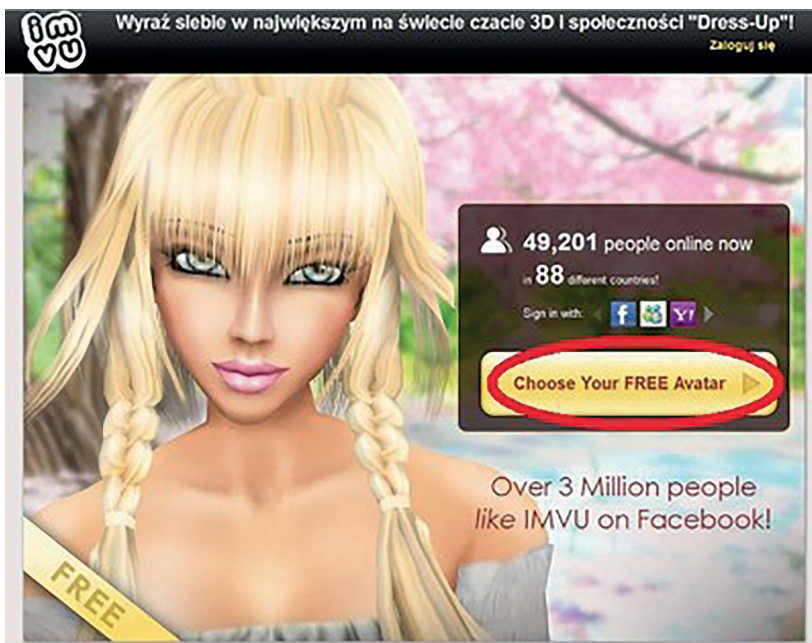 imvu
Wyraź siebie w największym na świecie czacie 3D i społeczności "Dress-Up"!
Zaloguj się
49,201 people online now
in 88 different countries!
Sign in with:
f
Y!
Choose Your FREE Avatar
Over 3 Million people
like IMVU on Facebook!
FREE